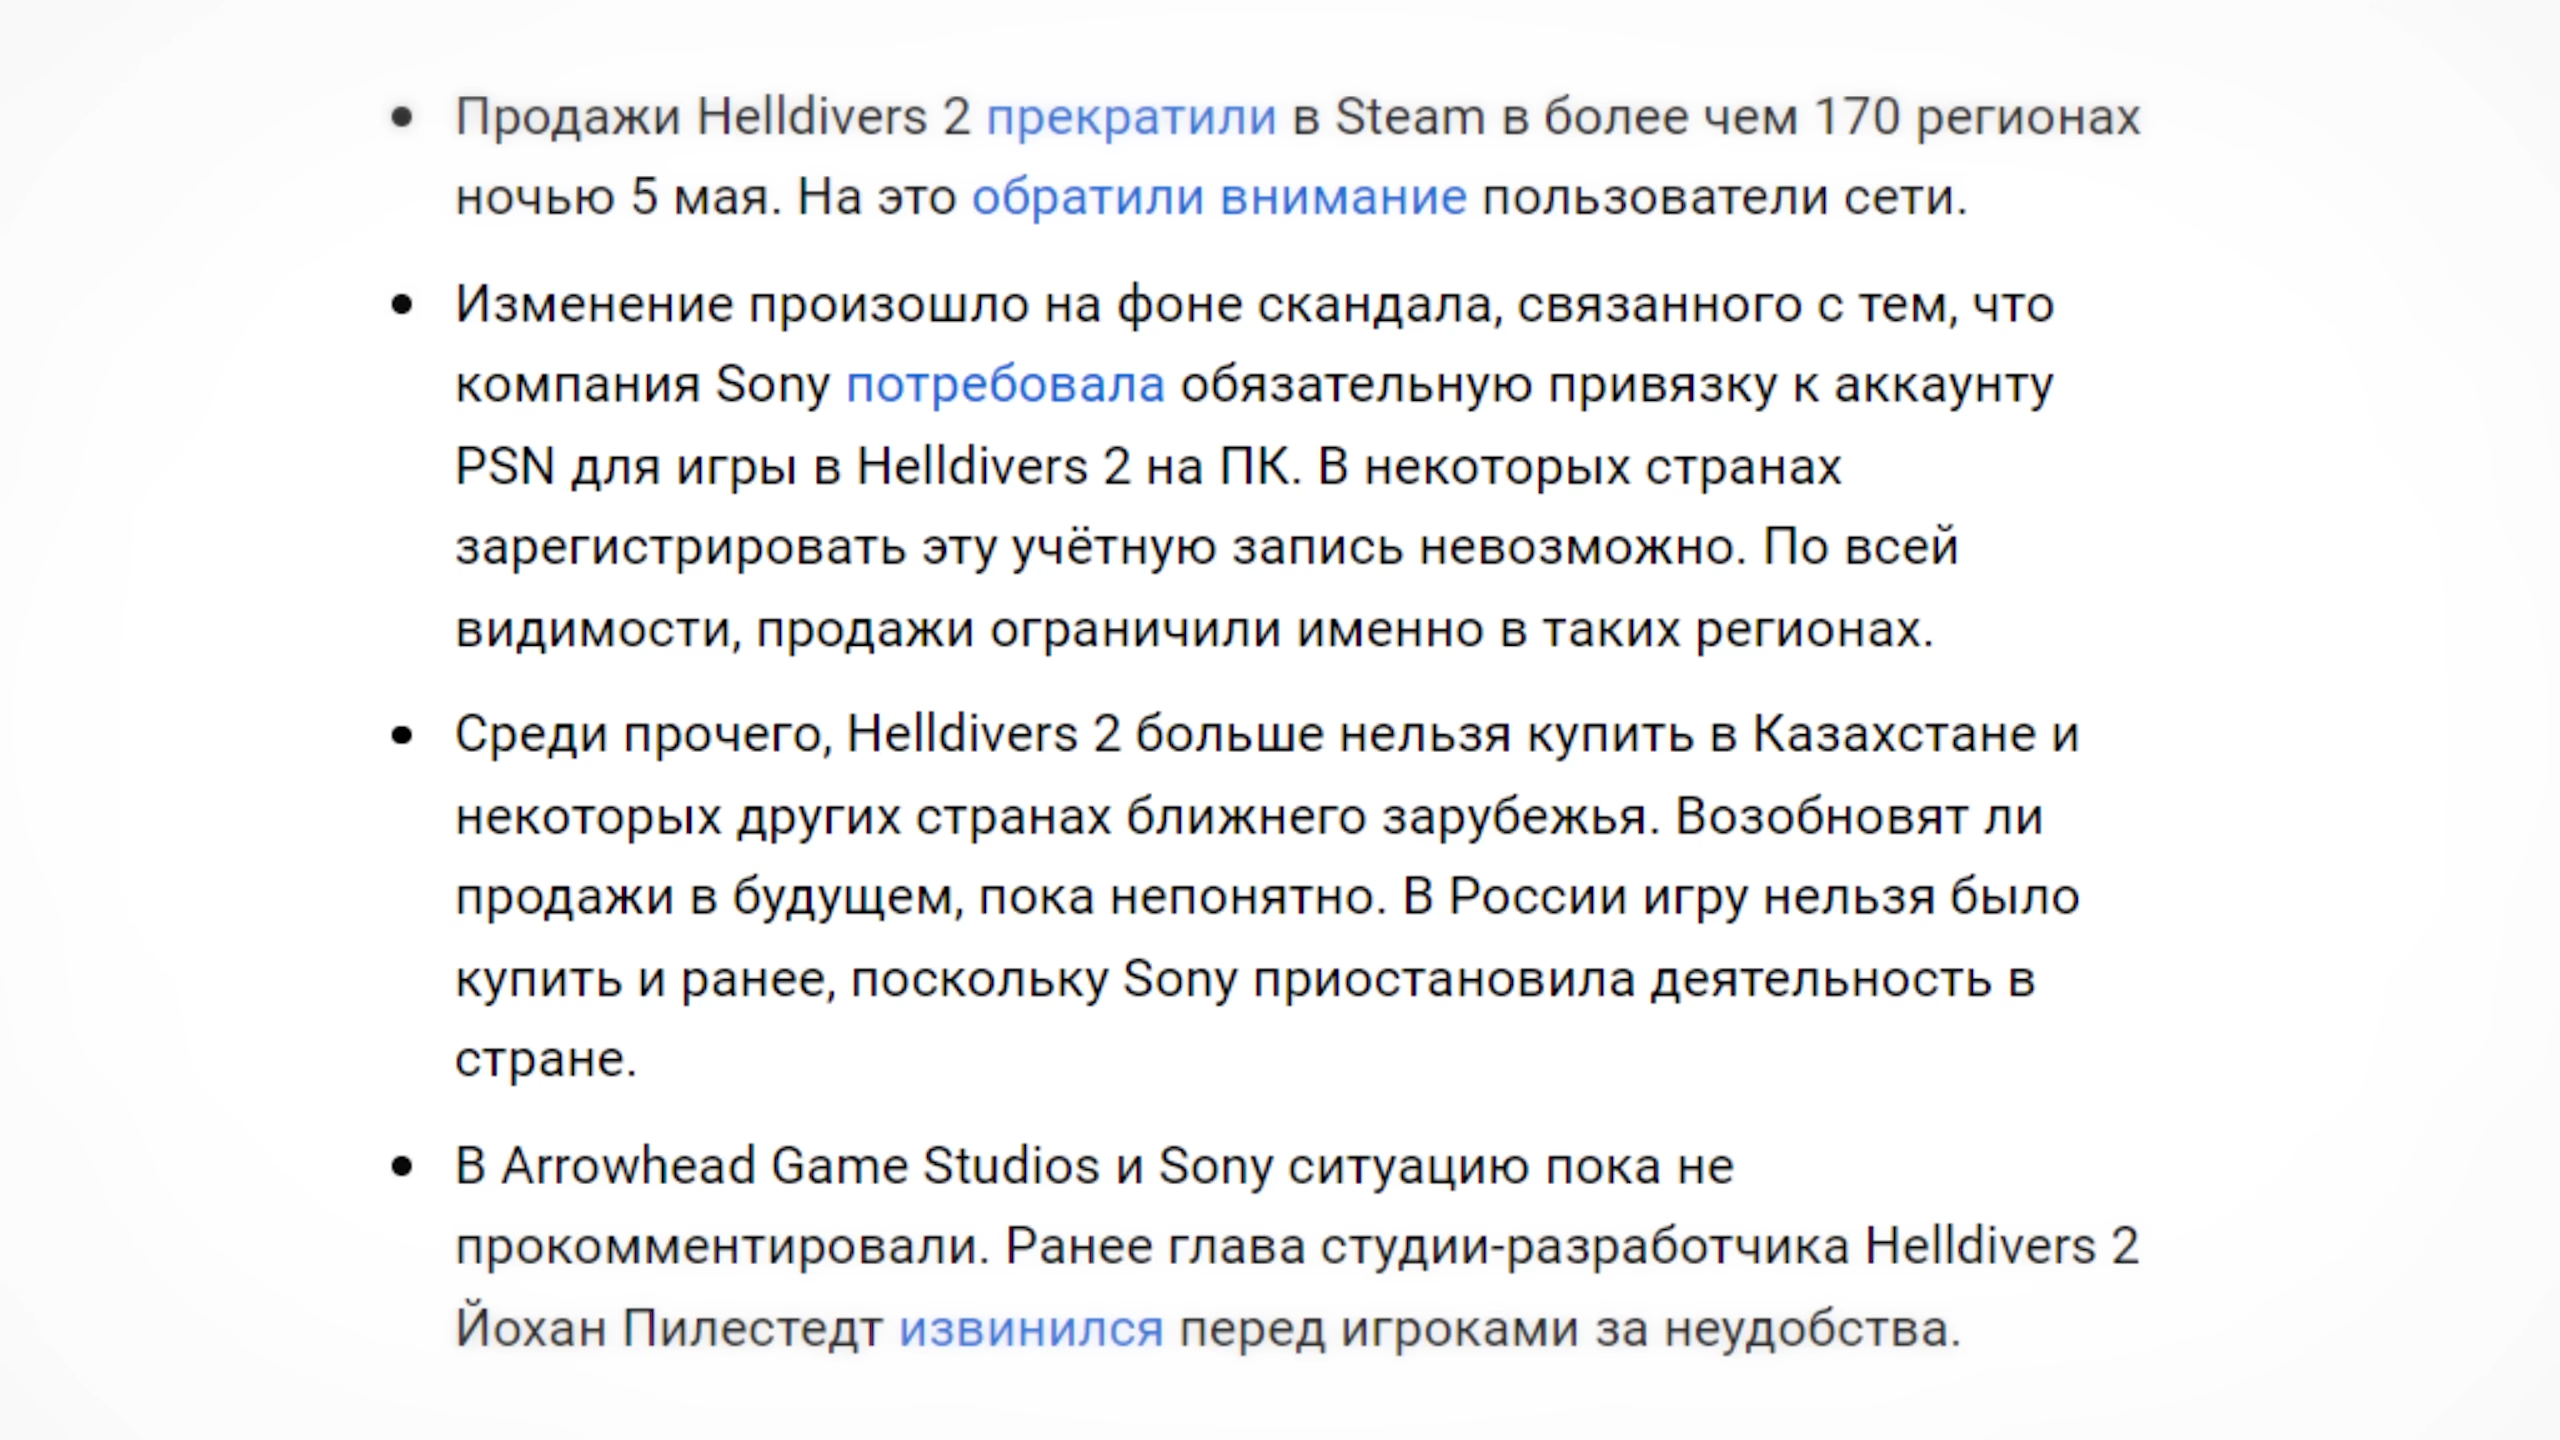 • Продажи Helldivers 2 прекратили в Steam в более чем 170 регионах
ночью 5 мая. На это обратили внимание пользователи сети.
• Изменение произошло на фоне скандала, связанного с тем, что
компания Sony потребовала обязательную привязку к аккаунту
PSN для игры в Helldivers 2 на ПК. В некоторых странах
зарегистрировать эту учётную запись невозможно. По всей
видимости, продажи ограничили именно в таких регионах.
• Среди прочего, Helldivers 2 больше нельзя купить в Казахстане и
некоторых других странах ближнего зарубежья. Возобновят ли
продажи в будущем, пока непонятно. В России игру нельзя было
купить и ранее, поскольку Sony приостановила деятельность в
стране.
• В Arrowhead Game Studios и Sony ситуацию пока не
прокомментировали. Ранее глава студии-разработчика Helldivers 2
Йохан Пилестедт извинился перед игроками за неудобства.